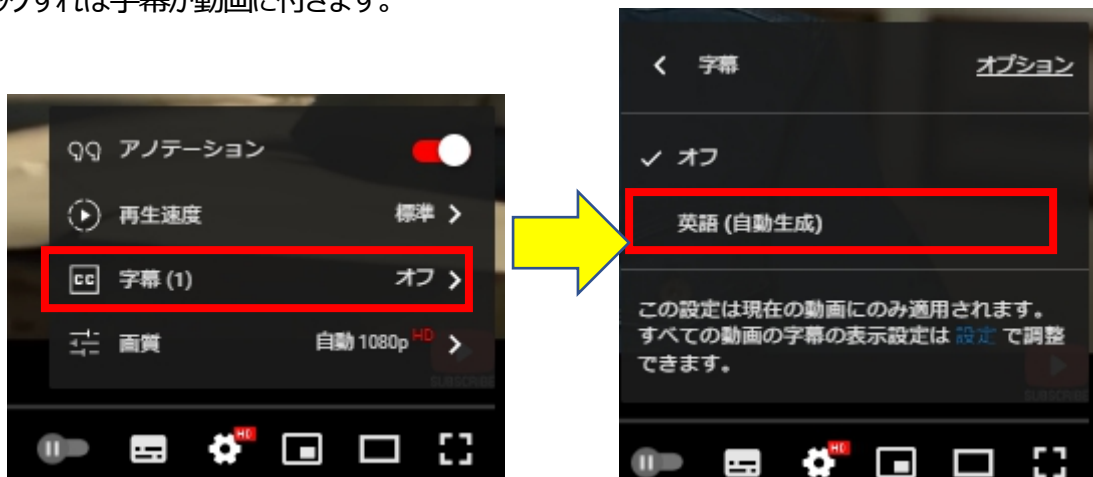 すれば字幕が動画に付きます。
アノテーション
再生速度 標準
CC 字幕 (1) オフ
画質 自動 1080p HD
SUBSCRIBE
HD
字幕 オプション
オフ
英語 (自動生成)
この設定は現在の動画にのみ適用されます。
すべての動画の字幕の表示設定は 設定 で調整
できます。
SUBSCRIBE
HD